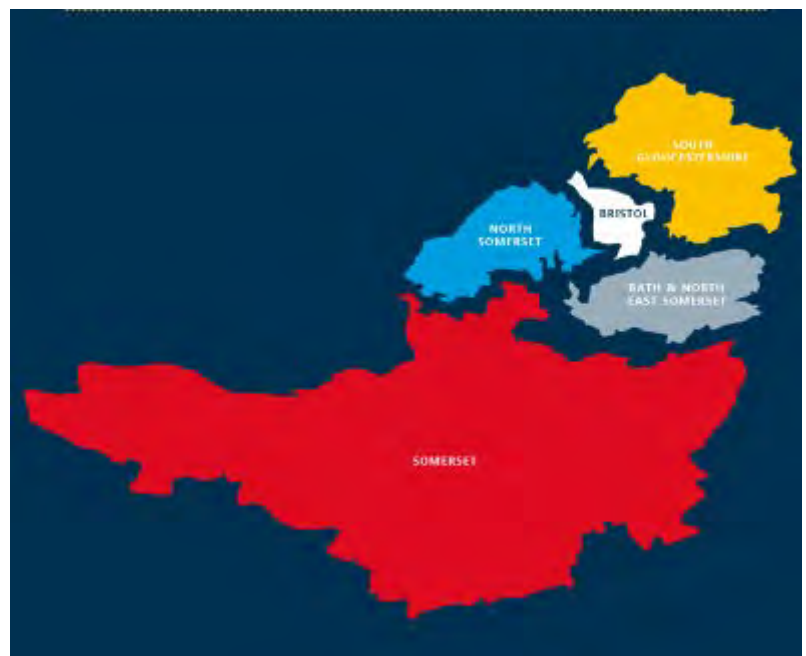 SOUTH
GLOUCESTERSHIRE
BRISTOL
NORTH
SOMERSET
BATH & NORTH
EAST SOMERSET
SOMERSET